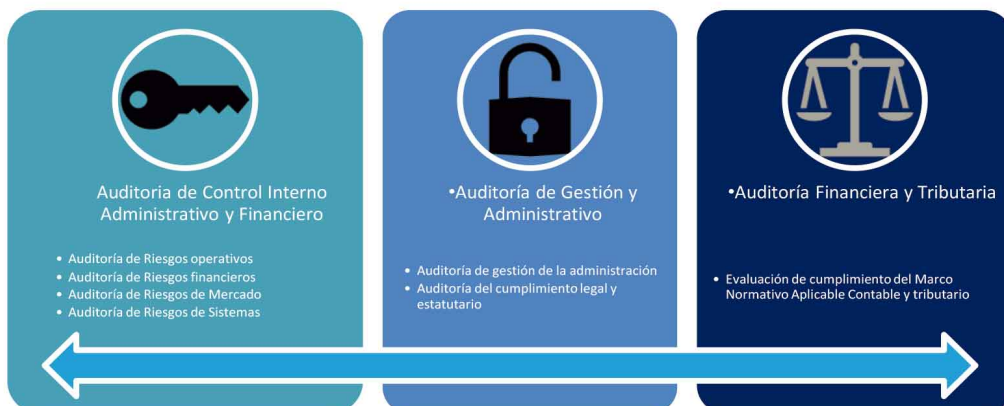 Auditoria de Control Interno
Administrativo y Financiero
• Auditoría de Riesgos operativos
• Auditoría de Riesgos financieros
• Auditoría de Riesgos de Mercado
• Auditoría de Riesgos de Sistemas
•Auditoría de Gestión y
Administrativo
• Auditoría de gestión de la administración
• Auditoría del cumplimiento legal y
estatutario
•Auditoría Financiera y Tributaria
• Evaluación de cumplimiento del Marco
Normativo Aplicable Contable y tributario